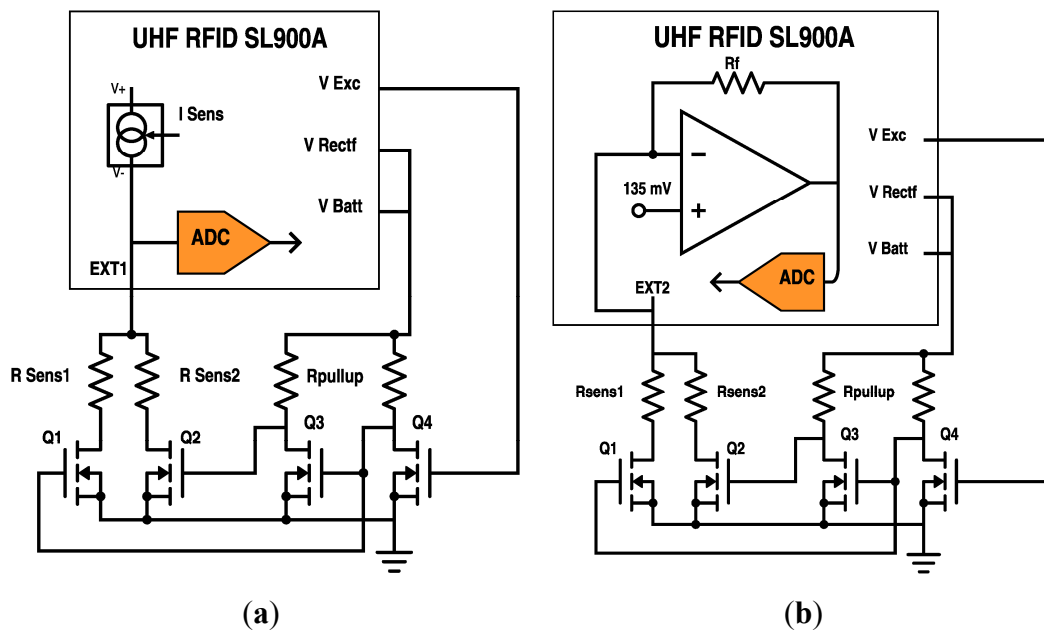 UHF RFID SL900A
V+
I Sens
V-
V Exc
V Rectf
V Batt
ADC
EXT1
R Sens1
R Sens2
Rpullup
Q1
Q2
Q3
Q4
(a)
UHF RFID SL900A
Rf
135 mV
−
+
V Exc
V Rectf
V Batt
ADC
EXT2
Rsens1
Rsens2
Rpullup
Q1
Q2
Q3
Q4
(b)